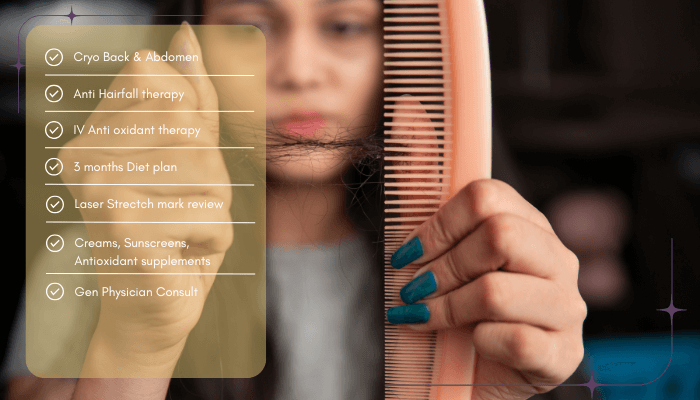 Cryo Back & Abdomen
Anti Hairfall therapy
IV Anti oxidant therapy
3 months Diet plan
Laser Strectch mark review
Creams, Sunscreens,
Antioxidant supplements
Gen Physician Consult